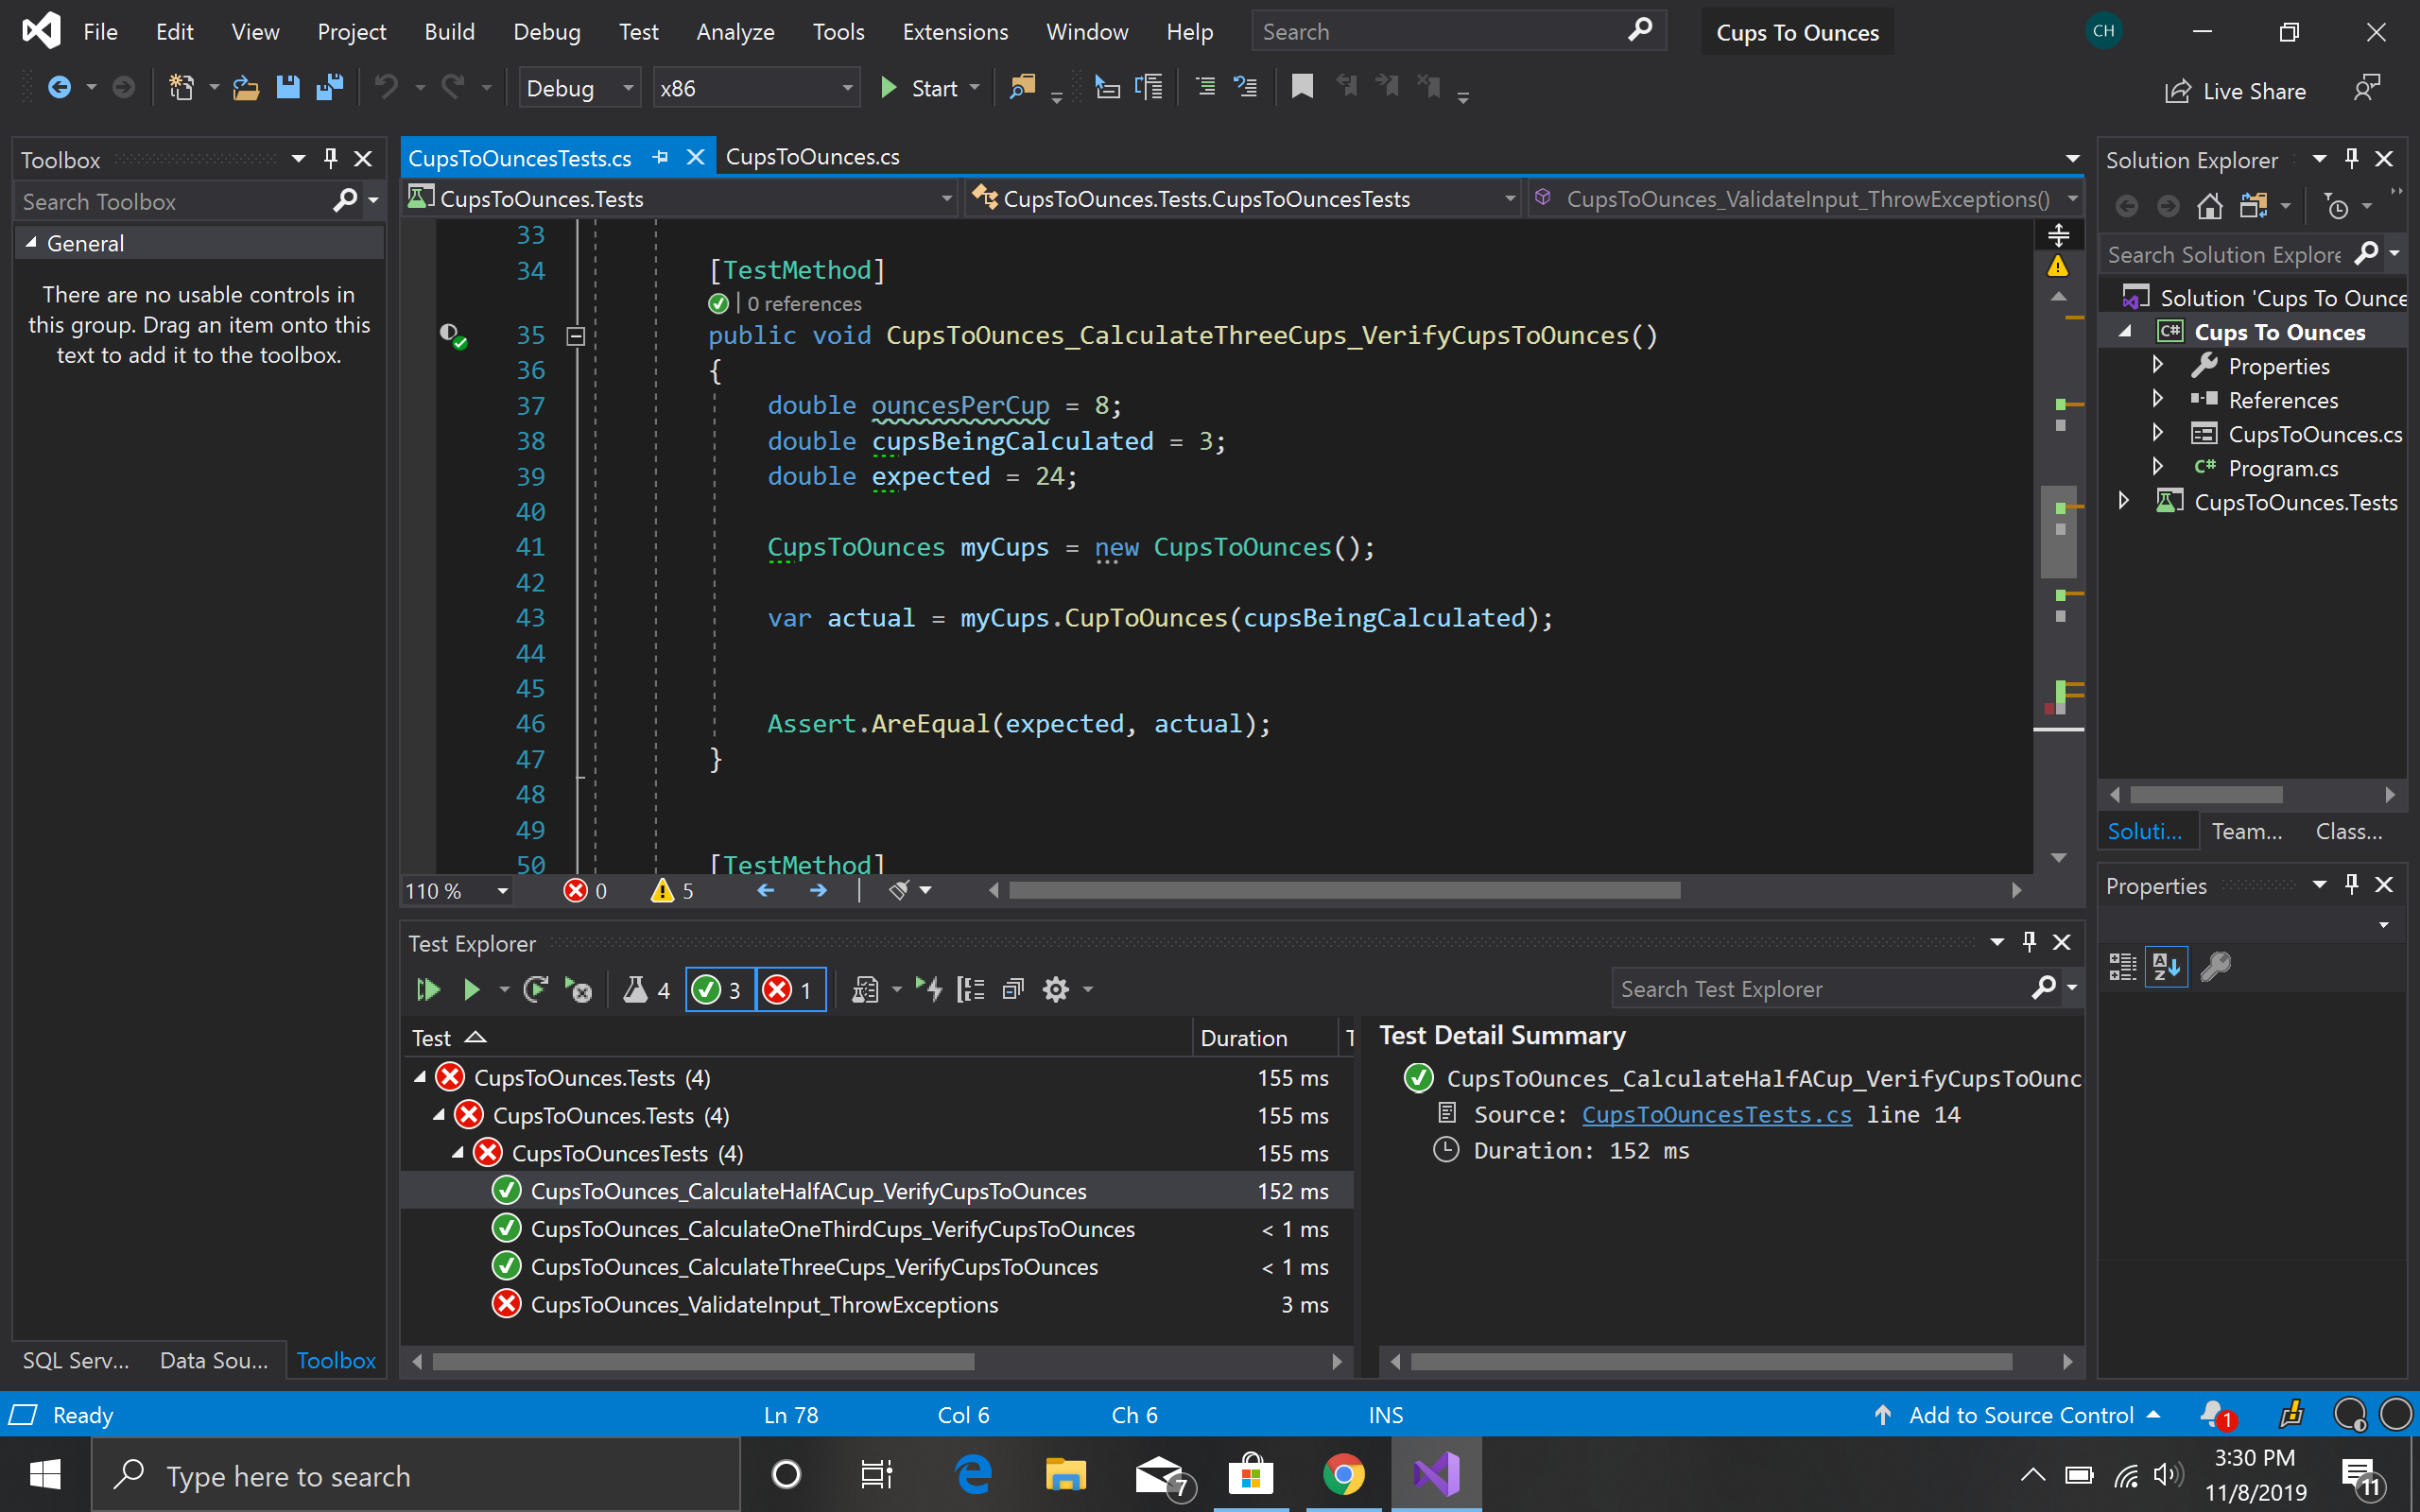 File Edit View Project Build Debug Test Analyze Tools Extensions Window Help Search Cups To Ounces CH
Debug x86 Start Live Share
Toolbox
Search Toolbox
General
There are no usable controls in
this group. Drag an item onto this
text to add it to the toolbox.
SQL Serv... Data Sou... Toolbox
CupsToOuncesTests.cs CupsToOunces.cs
CupsToOunces.Tests CupsToOunces.Tests.CupsToOuncesTests CupsToOunces_ValidateInput_ThrowExceptions()
33
34 [TestMethod]
0 references
35 public void CupsToOunces_CalculateThreeCups_VerifyCupsToOunces()
36 {
37 double ouncesPerCup = 8;
38 double cupsBeingCalculated = 3;
39 double expected = 24;
40
41 CupsToOunces myCups = new CupsToOunces();
42
43 var actual = myCups.CupToOunces(cupsBeingCalculated);
44
45
46 Assert.AreEqual(expected, actual);
47 }
48
49
50 [TestMethod]
110 % 0 5
Test Explorer
4 3 1 Search Test Explorer
Test Duration T
CupsToOunces.Tests (4) 155 ms
CupsToOunces.Tests (4) 155 ms
CupsToOuncesTests (4) 155 ms
CupsToOunces_CalculateHalfACup_VerifyCupsToOunces 152 ms
CupsToOunces_CalculateOneThirdCups_VerifyCupsToOunces < 1 ms
CupsToOunces_CalculateThreeCups_VerifyCupsToOunces < 1 ms
CupsToOunces_ValidateInput_ThrowExceptions 3 ms
Test Detail Summary
CupsToOunces_CalculateHalfACup_VerifyCupsToOunc
Source: CupsToOuncesTests.cs line 14
Duration: 152 ms
Solution Explorer
Search Solution Explore
Solution 'Cups To Ounce
C# Cups To Ounces
Properties
References
CupsToOunces.cs
C# Program.cs
CupsToOunces.Tests
Soluti... Team... Class...
Properties
Ready Ln 78 Col 6 Ch 6 INS Add to Source Control 1
Type here to search 7 3:30 PM
11/8/2019 11